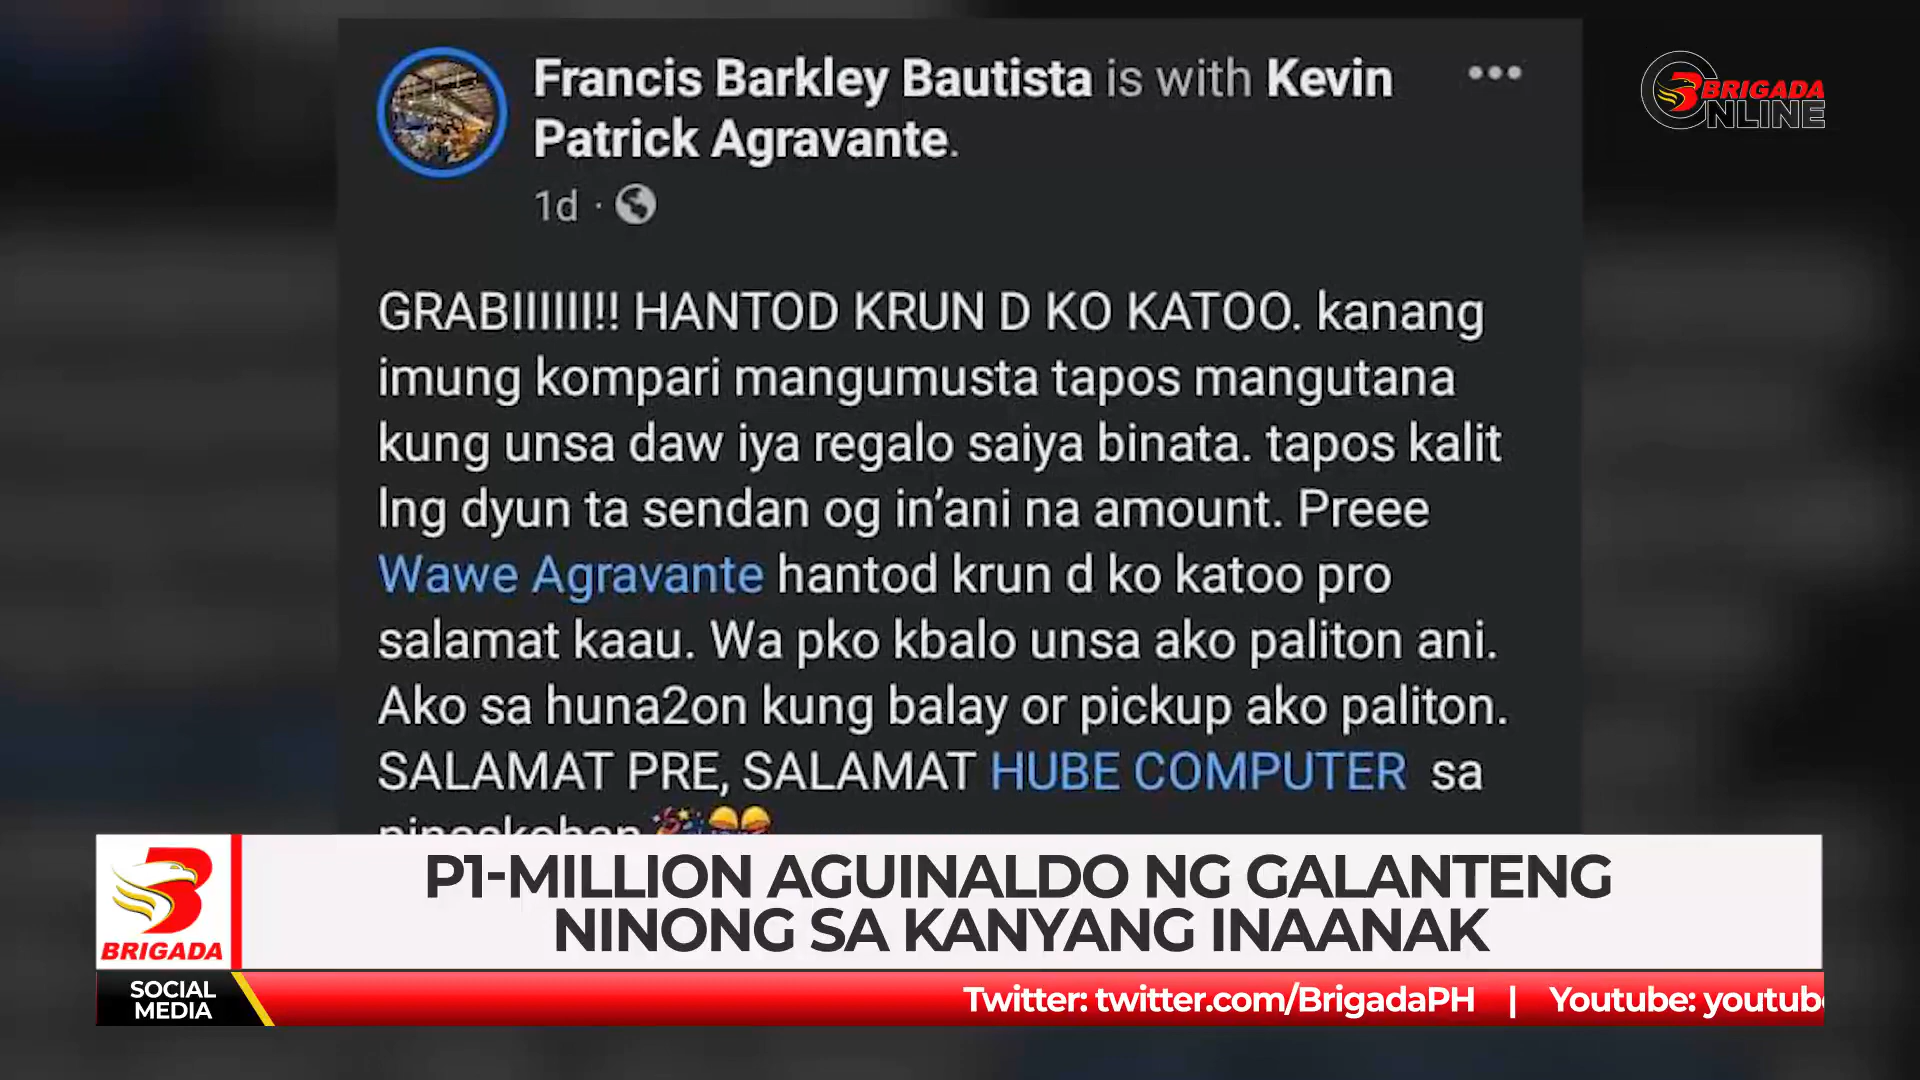 Francis Barkley Bautista is with Kevin
Patrick Agravante.
1d ·
BRIGADA
ONLINE
GRABIIIIIII!! HANTOD KRUN D KO KATOO. kanang
imung kompari mangumusta tapos mangutana
kung unsa daw iya regalo saiya binata. tapos kalit
lng dyun ta sendan og in’ani na amount. Preee
Wawe Agravante hantod krun d ko katoo pro
salamat kaau. Wa pko kbalo unsa ako paliton ani.
Ako sa huna2on kung balay or pickup ako paliton.
SALAMAT PRE, SALAMAT HUBE COMPUTER sa
P1-MILLION AGUINALDO NG GALANTENG
NINONG SA KANYANG INAANAK
BRIGADA
SOCIAL
MEDIA
Twitter: twitter.com/BrigadaPH | Youtube: youtub